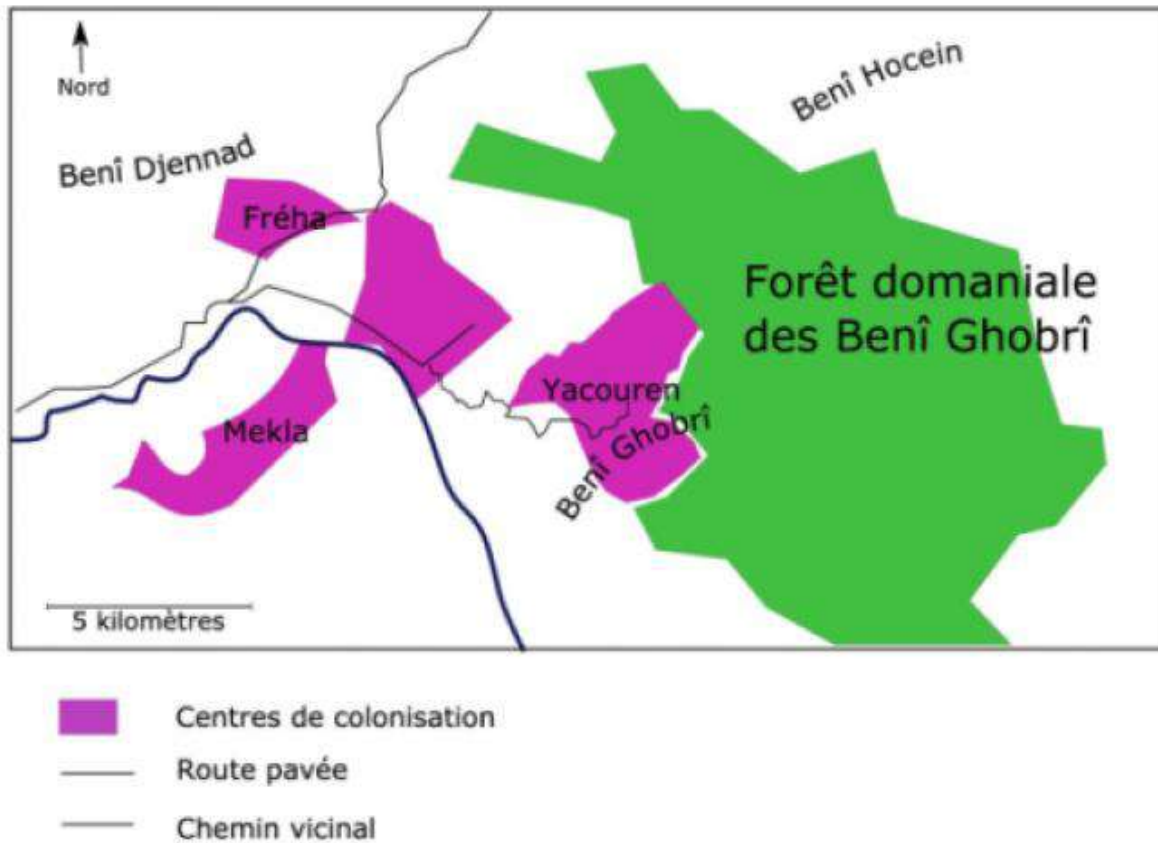 Nord
Benî Hocein
Benî Djennad
Fréha
Forêt domaniale
des Benî Ghobrî
Yacouren
Benî Ghobrî
Mekla
5 kilomètres
Centres de colonisation
Route pavée
Chemin vicinal